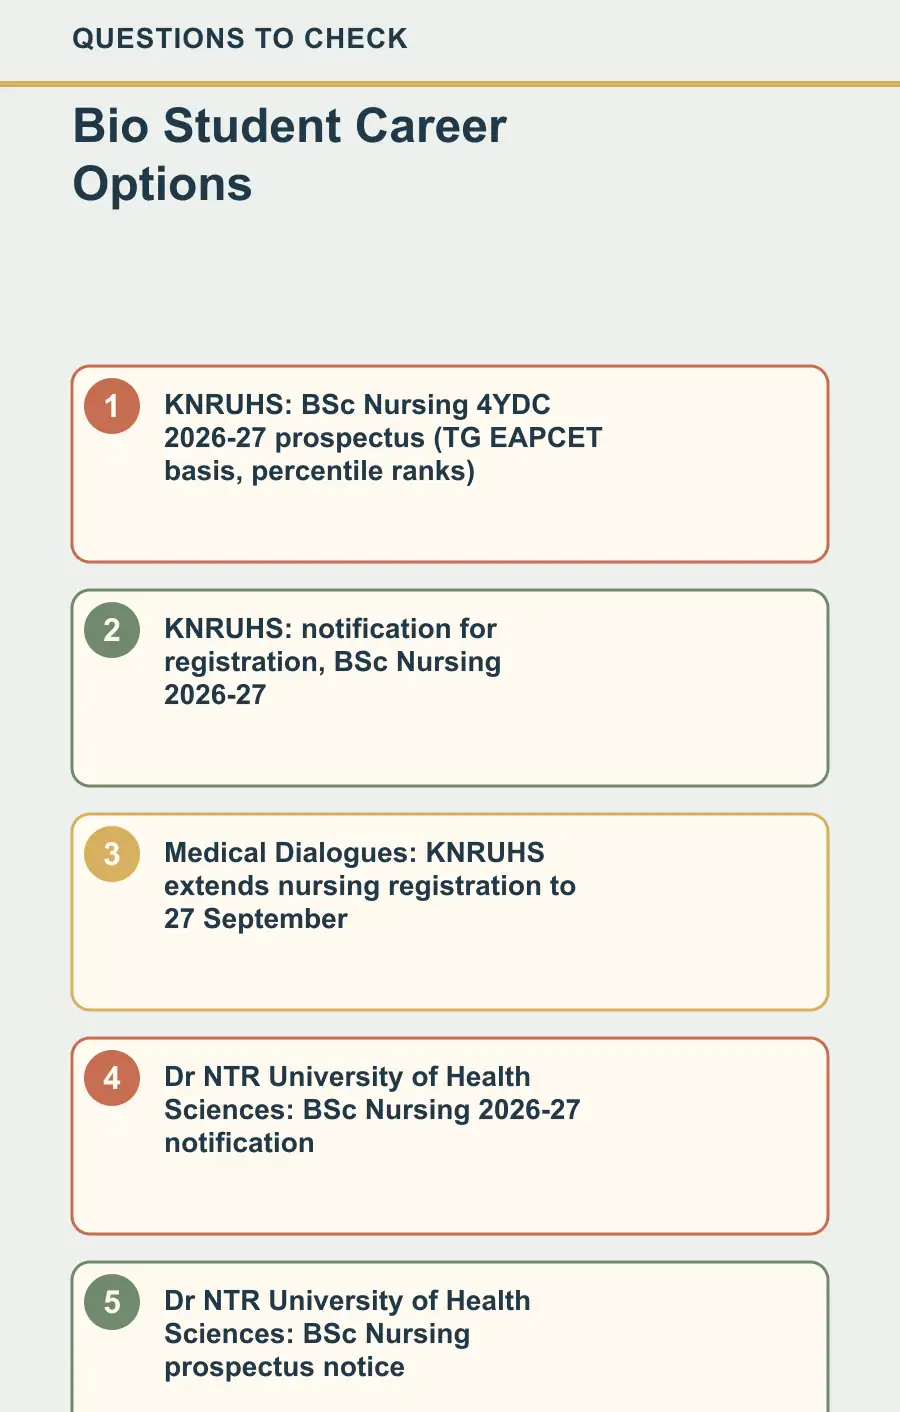 QUESTIONS TO CHECK
Bio Student Career
Options
1
KNRUHS: BSc Nursing 4YDC
2026-27 prospectus (TG EAPCET
basis, percentile ranks)
2
KNRUHS: notification for
registration, BSc Nursing
2026-27
3
Medical Dialogues: KNRUHS
extends nursing registration to
27 September
4
Dr NTR University of Health
Sciences: BSc Nursing 2026-27
notification
5
Dr NTR University of Health
Sciences: BSc Nursing
prospectus notice